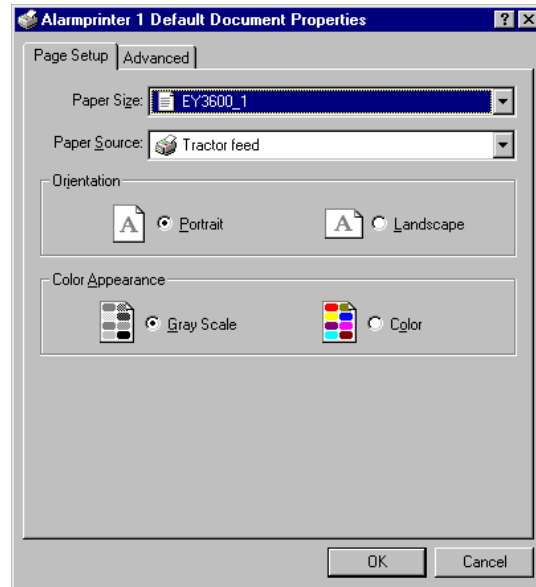 Alarmprinter 1 Default Document Properties
Page Setup Advanced
Paper Size: EY3600_1
Paper Source: Tractor feed
Orientation
A Portrait A Landscape
Color Appearance
Gray Scale Color
OK Cancel